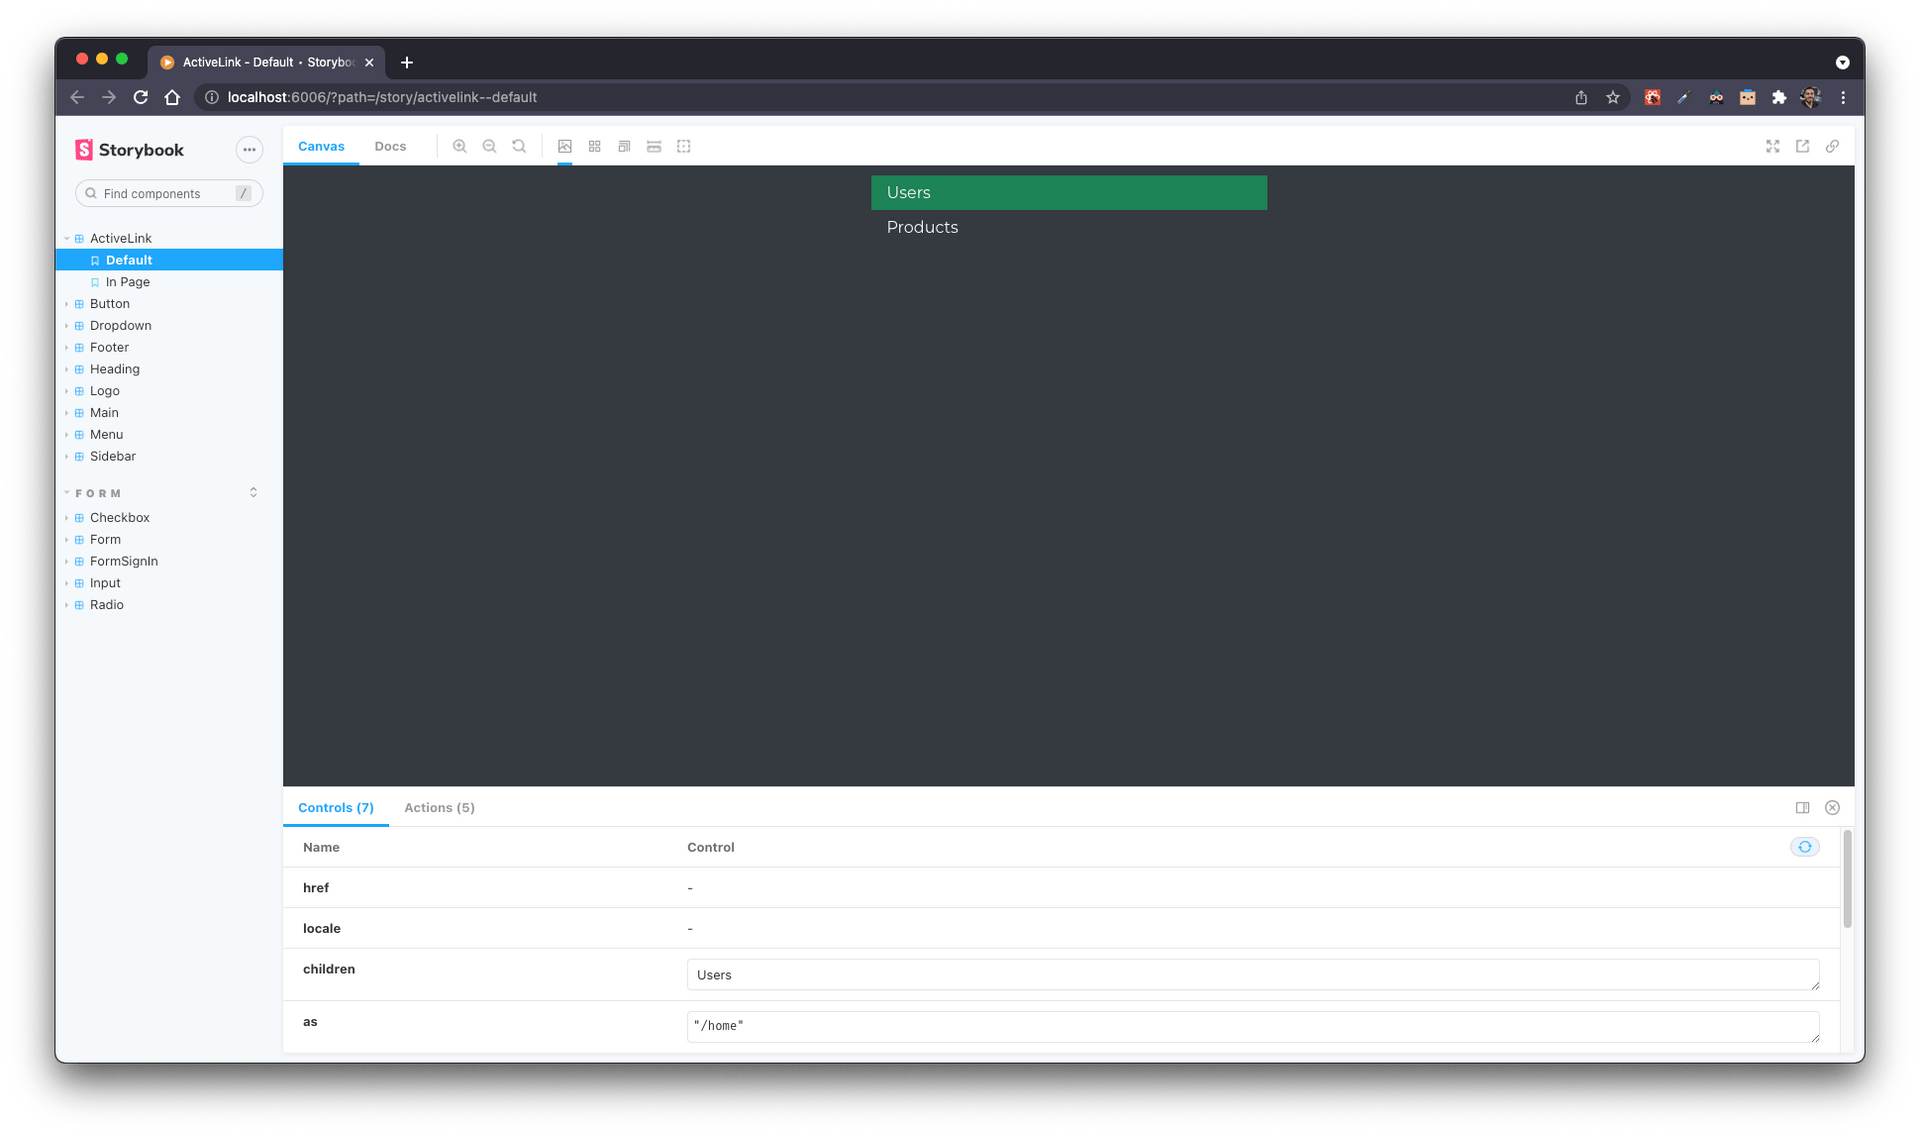 ActiveLink - Default • Storyboo
localhost:6006/?path=/story/activelink--default
Storybook
Find components /
ActiveLink
Default
In Page
Button
Dropdown
Footer
Heading
Logo
Main
Menu
Sidebar
FORM
Checkbox
Form
FormSignIn
Input
Radio
Canvas Docs
Users
Products
Controls (7) Actions (5)
Name Control
href -
locale -
children Users
as "/home"